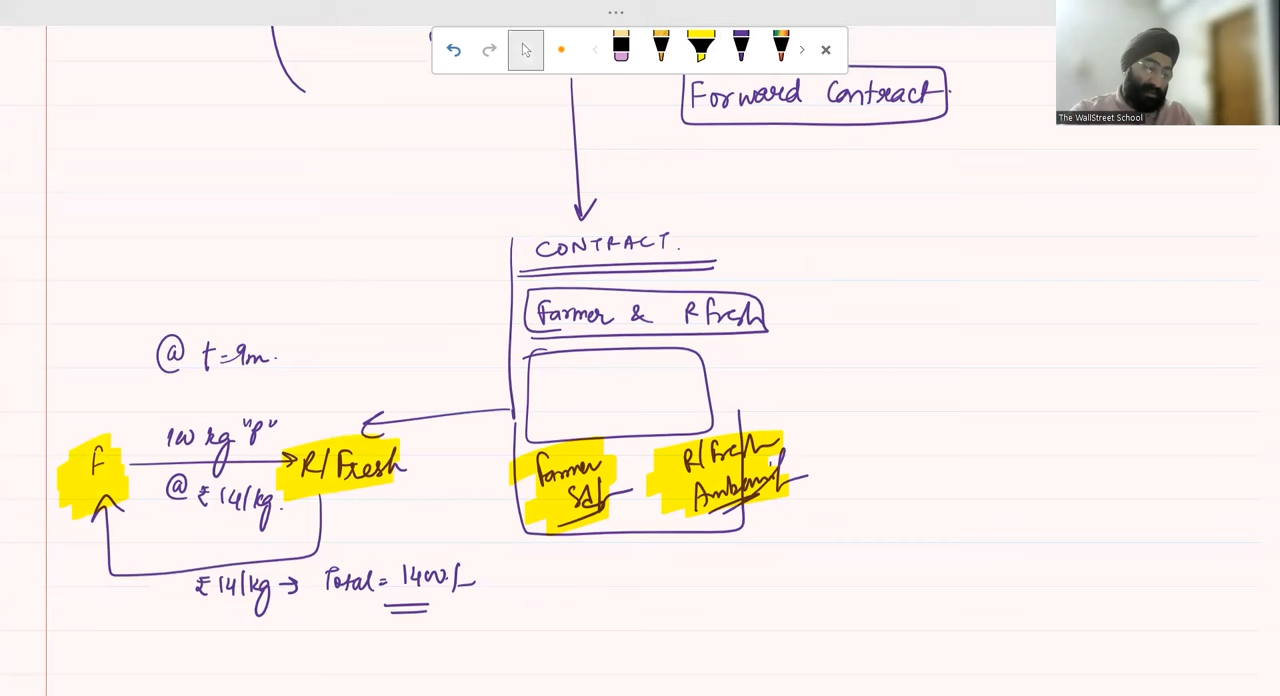 Forward Contract
The WallStreet School
CONTRACT.
Farmer & R Fresh
@ t=9m.
100 kg "P"
F
R/Fresh
@ ₹14/kg.
Farmer
R/Fresh
₹14/kg → Total = 1400/-